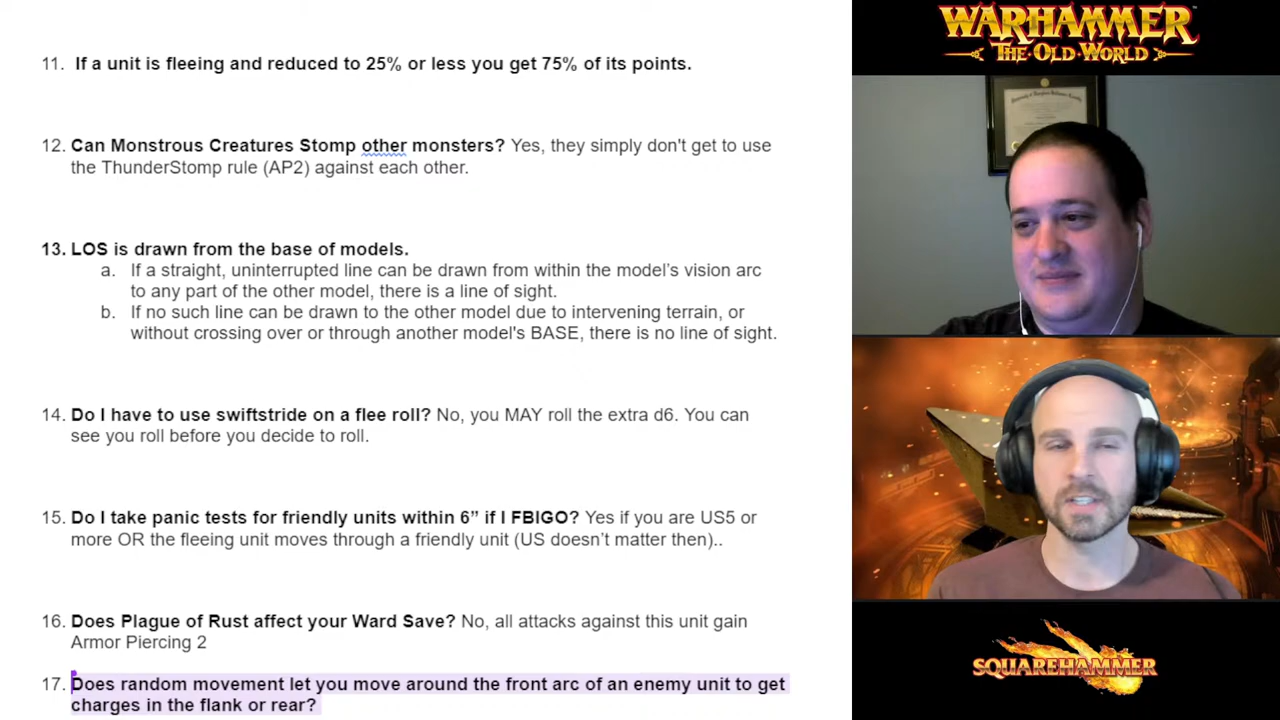 11. If a unit is fleeing and reduced to 25% or less you get 75% of its points.
12. Can Monstrous Creatures Stomp other monsters? Yes, they simply don't get to use
the ThunderStomp rule (AP2) against each other.
13. LOS is drawn from the base of models.
a. If a straight, uninterrupted line can be drawn from within the model's vision arc
to any part of the other model, there is a line of sight.
b. If no such line can be drawn to the other model due to intervening terrain, or
without crossing over or through another model's BASE, there is no line of sight.
14. Do I have to use swiftstride on a flee roll? No, you MAY roll the extra d6. You can
see you roll before you decide to roll.
15. Do I take panic tests for friendly units within 6” if I FBIGO? Yes if you are US5 or
more OR the fleeing unit moves through a friendly unit (US doesn’t matter then)..
16. Does Plague of Rust affect your Ward Save? No, all attacks against this unit gain
Armor Piercing 2
17. Does random movement let you move around the front arc of an enemy unit to get
charges in the flank or rear?
WARHAMMER
THE·OLD·WORLD
SQUAREHAMMER